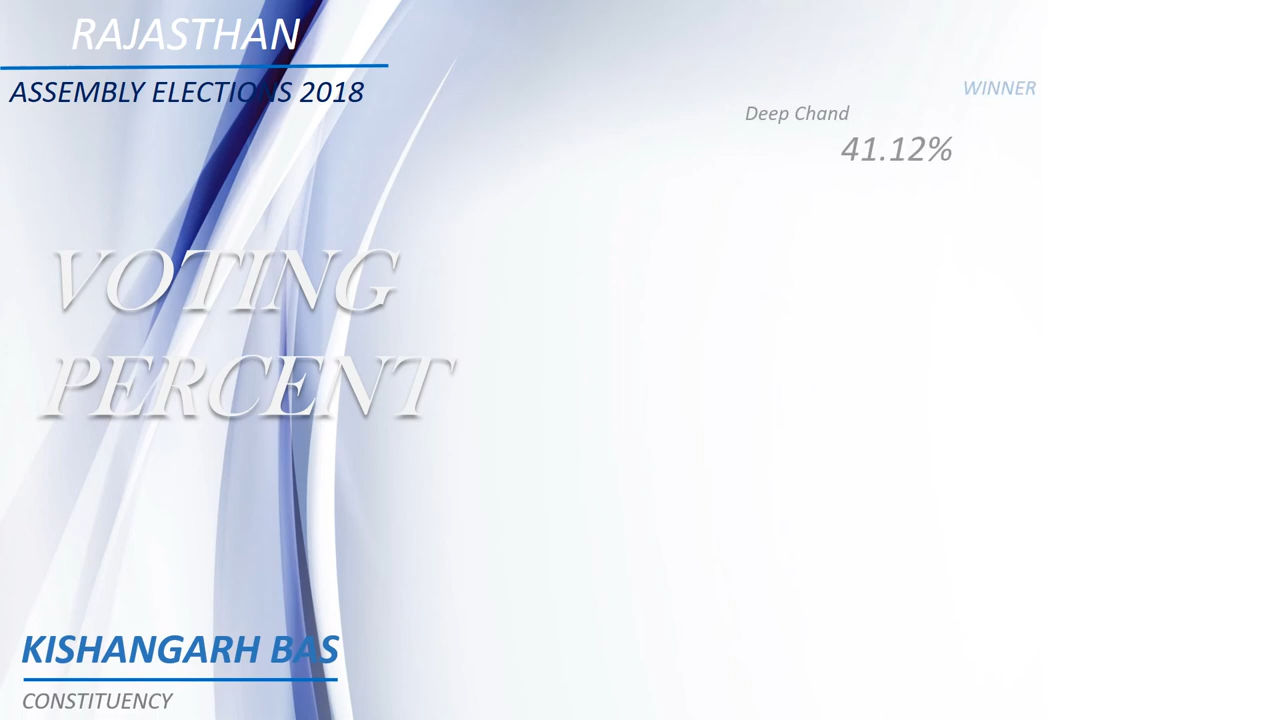 RAJASTHAN
ASSEMBLY ELECTIONS 2018
WINNER
Deep Chand
41.12%
VOTING
PERCENT
KISHANGARH BAS
CONSTITUENCY